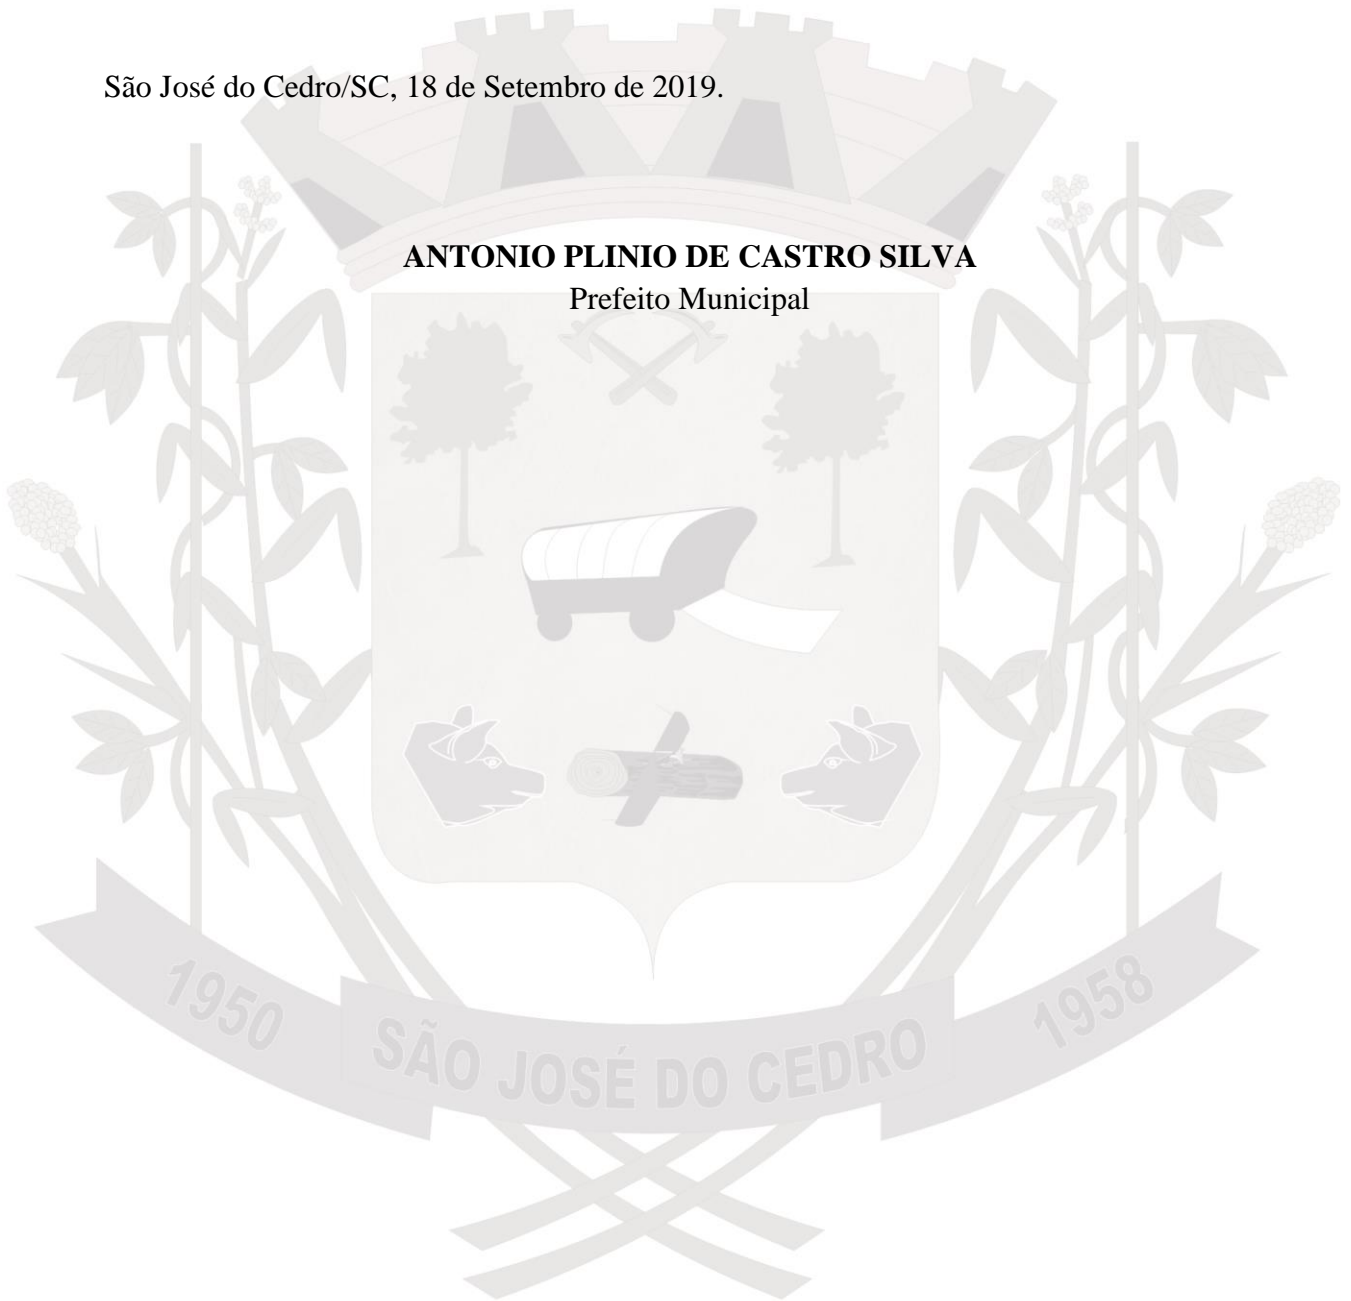 São José do Cedro/SC, 18 de Setembro de 2019.
ANTONIO PLINIO DE CASTRO SILVA
Prefeito Municipal
1950
SÃO JOSÉ DO CEDRO
1958